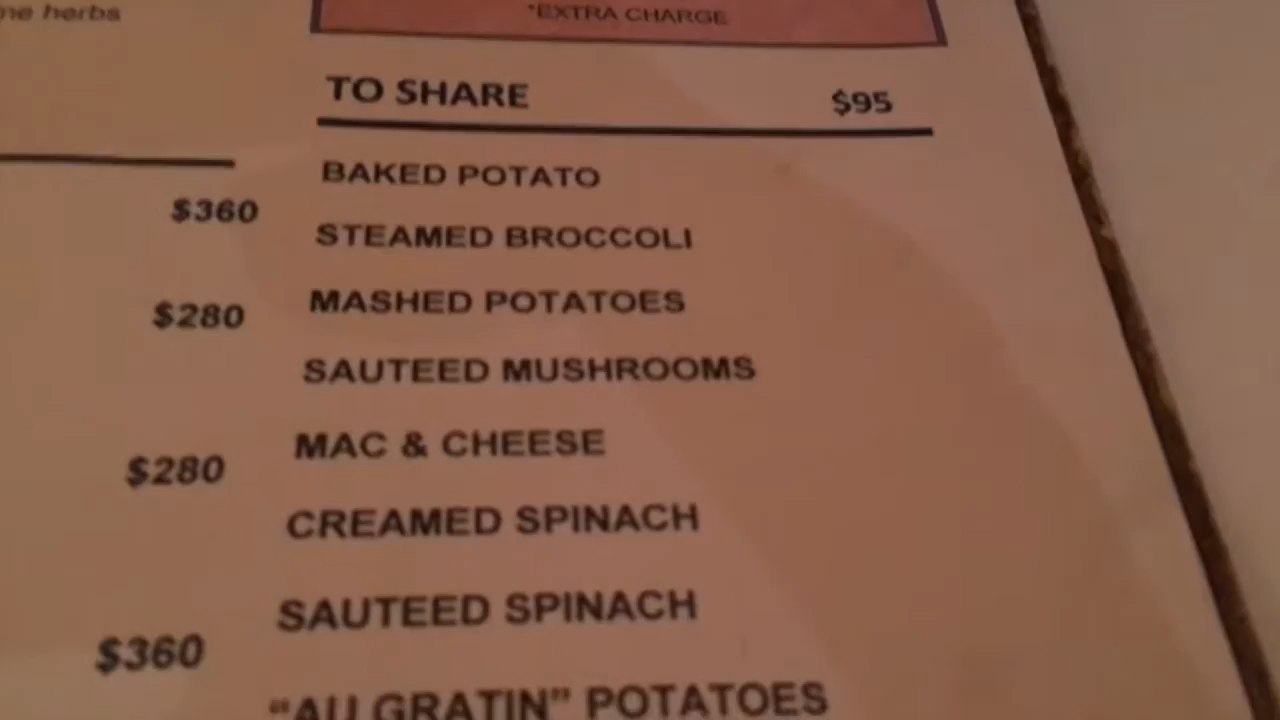 ne herbs
$360
$280
$280
$360
*EXTRA CHARGE
TO SHARE $95
BAKED POTATO
STEAMED BROCCOLI
MASHED POTATOES
SAUTEED MUSHROOMS
MAC & CHEESE
CREAMED SPINACH
SAUTEED SPINACH
“AU GRATIN” POTATOES